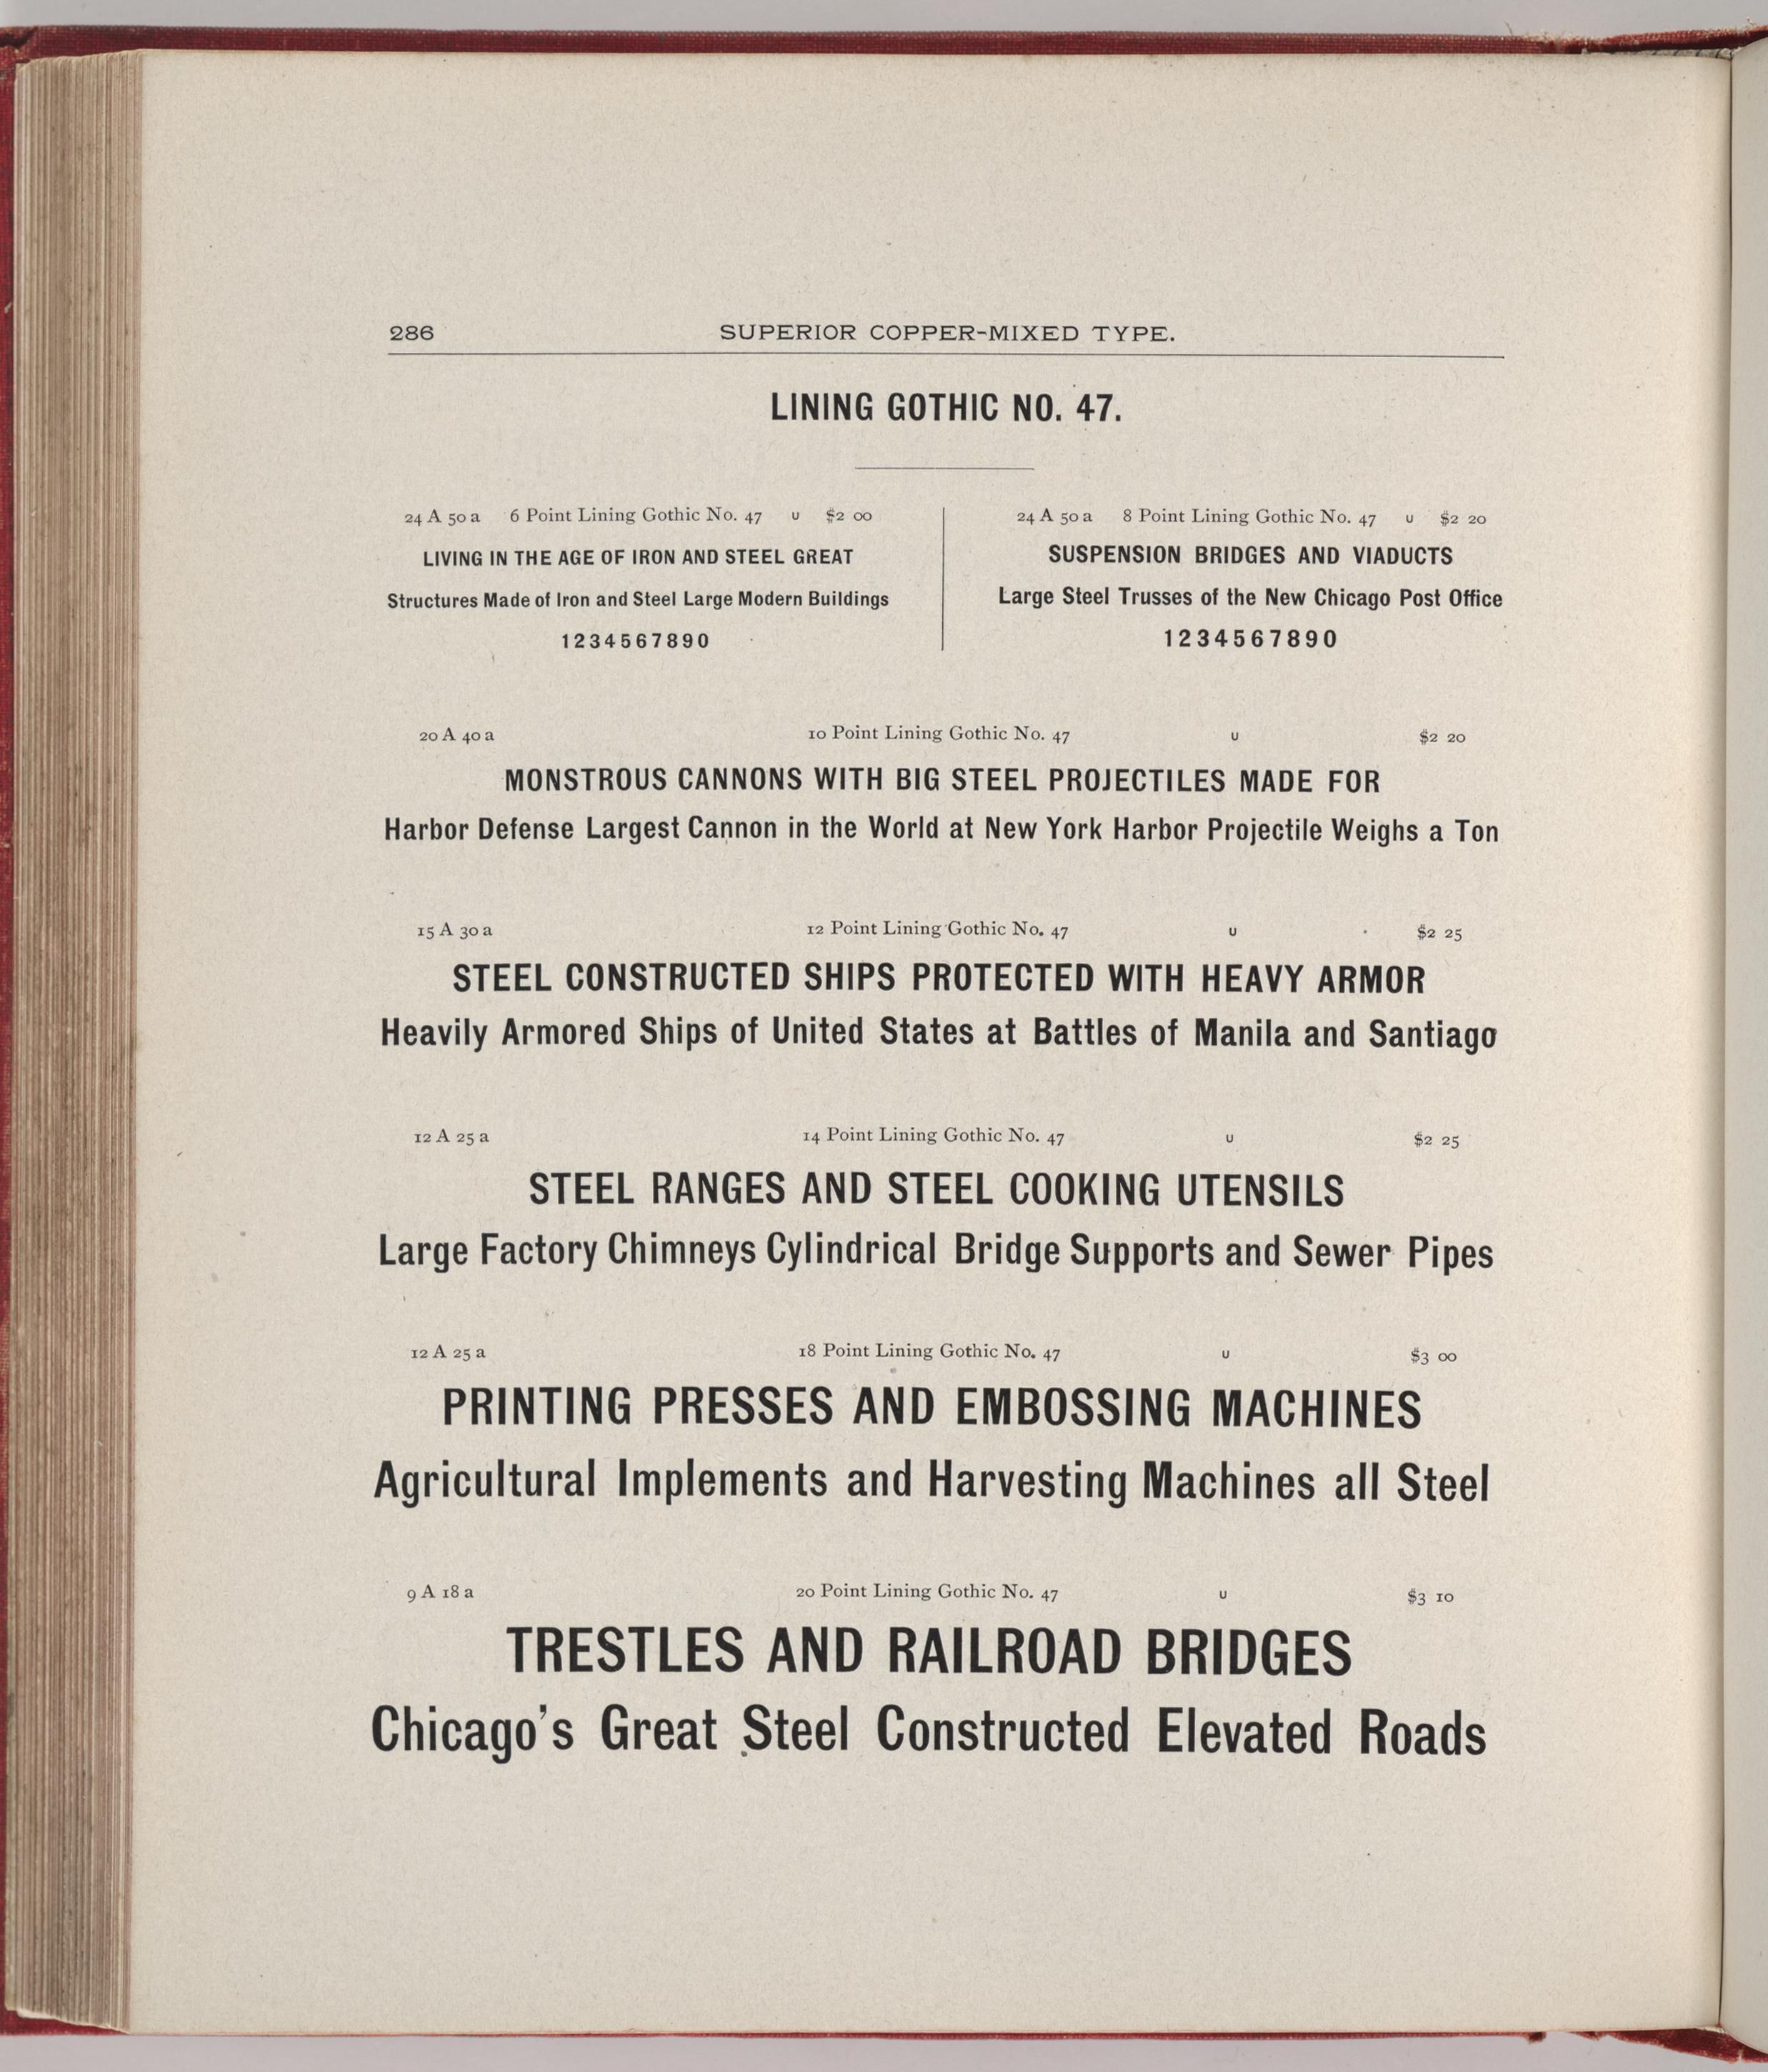 286 SUPERIOR COPPER-MIXED TYPE.
LINING GOTHIC NO. 47.
24 A 50 a 6 Point Lining Gothic No. 47 U $2 00
LIVING IN THE AGE OF IRON AND STEEL GREAT
Structures Made of Iron and Steel Large Modern Buildings
1234567890
24 A 50 a 8 Point Lining Gothic No. 47 U $2 20
SUSPENSION BRIDGES AND VIADUCTS
Large Steel Trusses of the New Chicago Post Office
1234567890
20 A 40 a 10 Point Lining Gothic No. 47 U $2 20
MONSTROUS CANNONS WITH BIG STEEL PROJECTILES MADE FOR
Harbor Defense Largest Cannon in the World at New York Harbor Projectile Weighs a Ton
15 A 30 a 12 Point Lining Gothic No. 47 U $2 25
STEEL CONSTRUCTED SHIPS PROTECTED WITH HEAVY ARMOR
Heavily Armored Ships of United States at Battles of Manila and Santiago
12 A 25 a 14 Point Lining Gothic No. 47 U $2 25
STEEL RANGES AND STEEL COOKING UTENSILS
Large Factory Chimneys Cylindrical Bridge Supports and Sewer Pipes
12 A 25 a 18 Point Lining Gothic No. 47 U $3 00
PRINTING PRESSES AND EMBOSSING MACHINES
Agricultural Implements and Harvesting Machines all Steel
9 A 18 a 20 Point Lining Gothic No. 47 U $3 10
TRESTLES AND RAILROAD BRIDGES
Chicago's Great Steel Constructed Elevated Roads